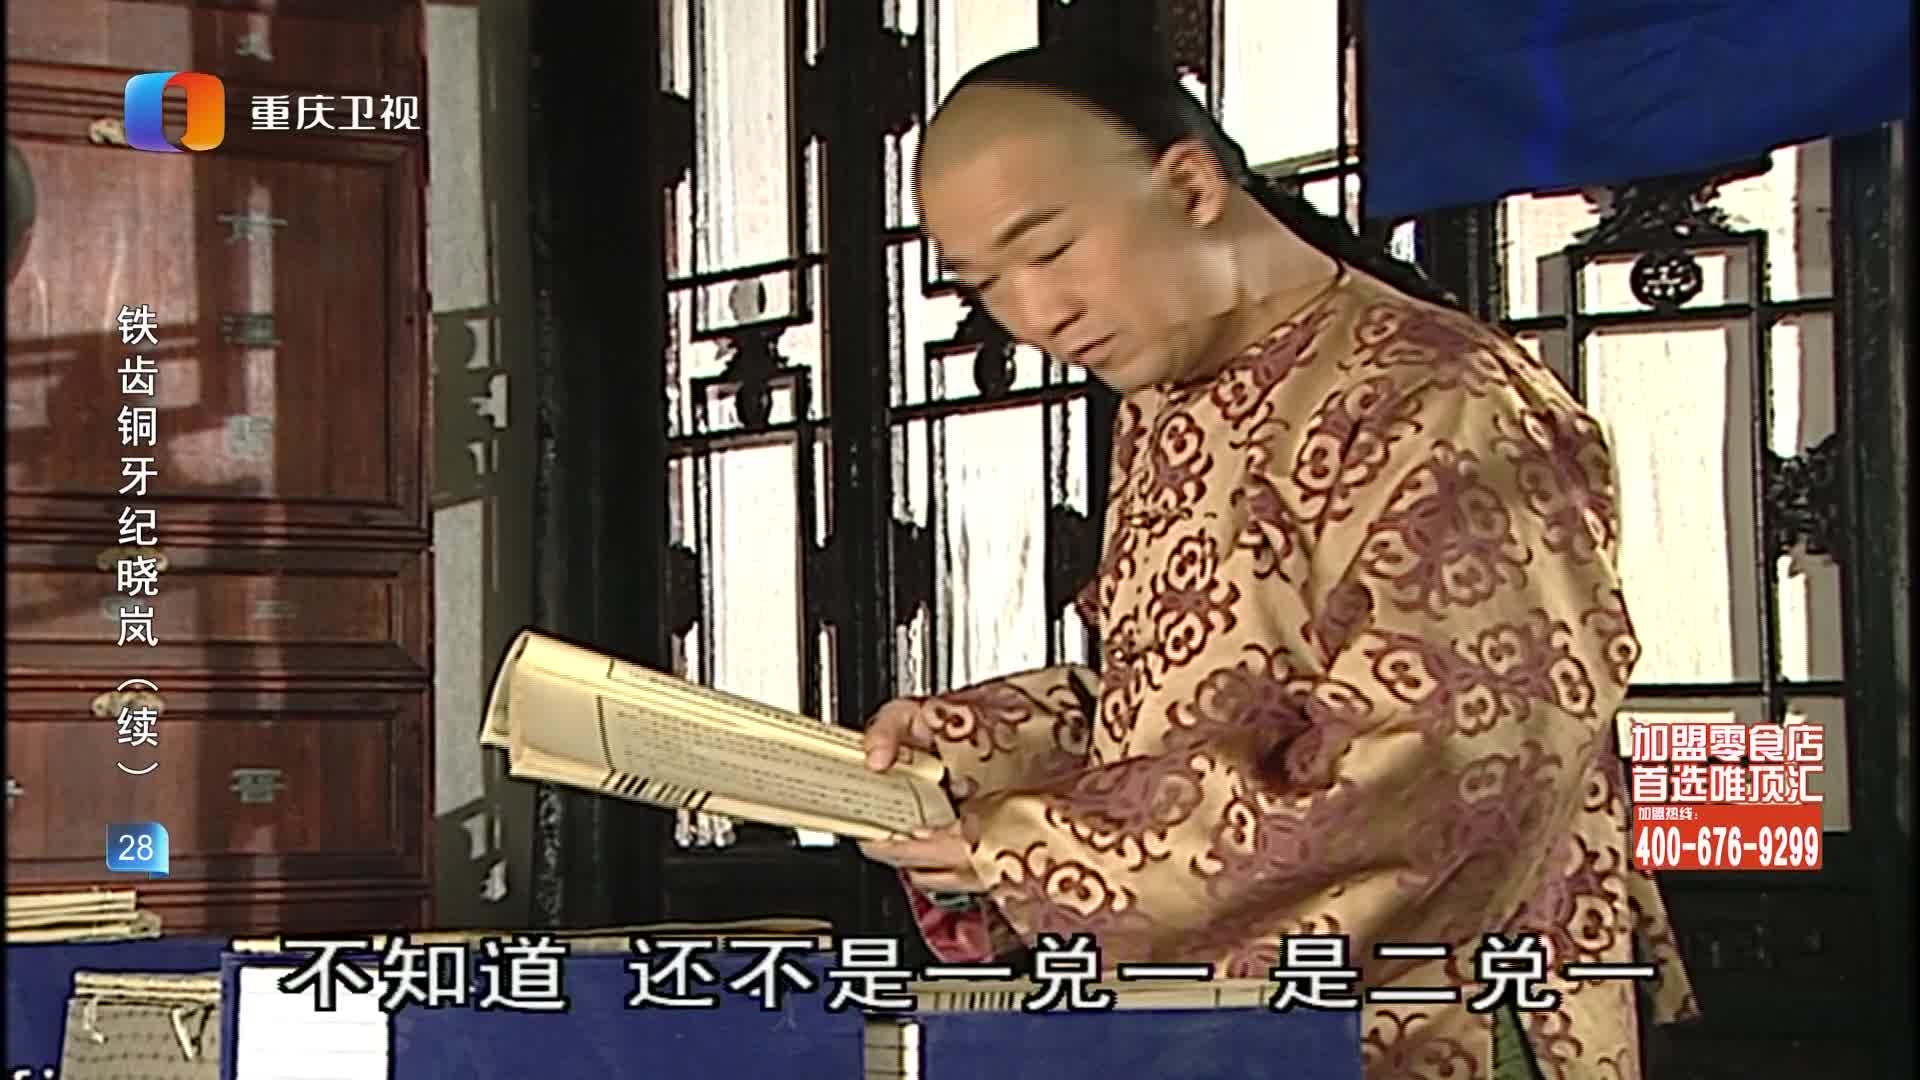 重庆卫视
铁齿铜牙纪晓岚（续）
28
加盟零食店
首选唯顶汇
加盟热线：
400-676-9299
不知道 还不是一兑一 是二兑一